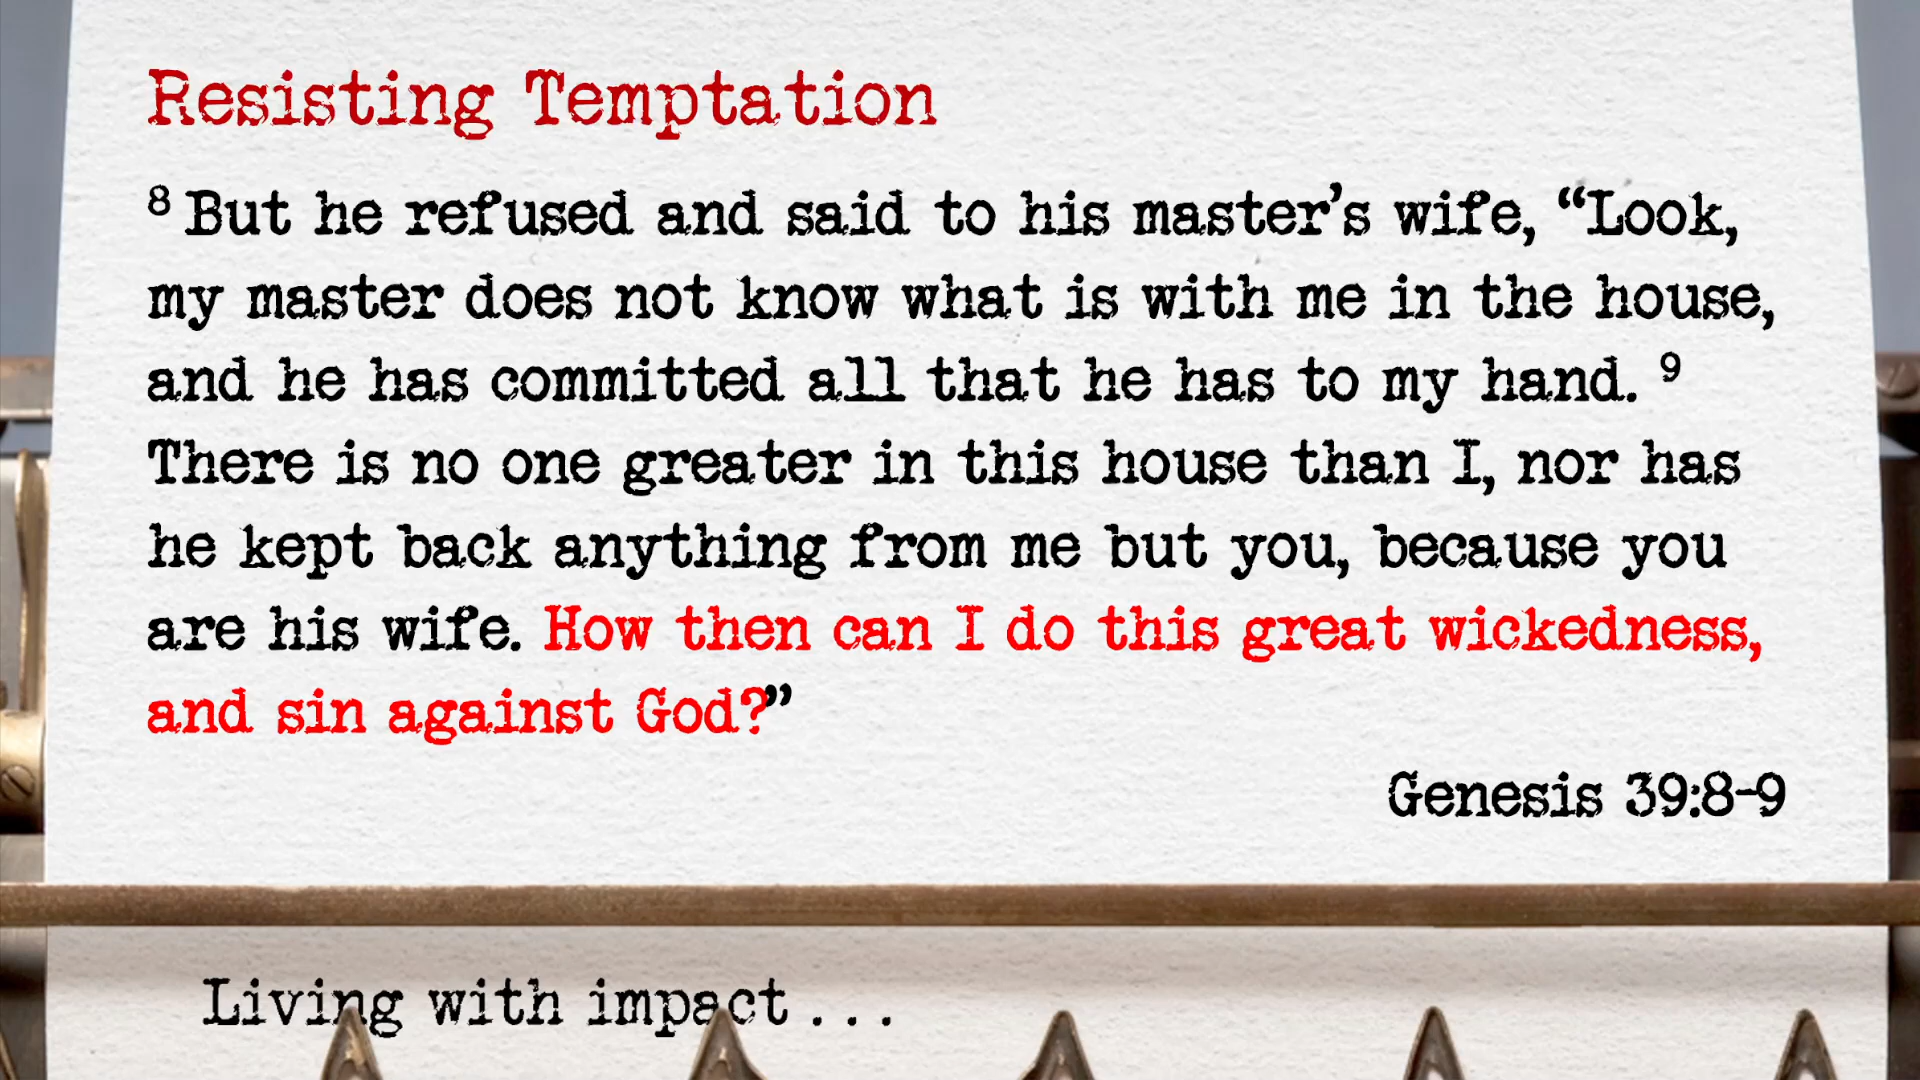 Resisting Temptation
8 But he refused and said to his master’s wife, “Look,
my master does not know what is with me in the house,
and he has committed all that he has to my hand. 9
There is no one greater in this house than I, nor has
he kept back anything from me but you, because you
are his wife. How then can I do this great wickedness,
and sin against God?”
Genesis 39:8-9
Living with impact . . .